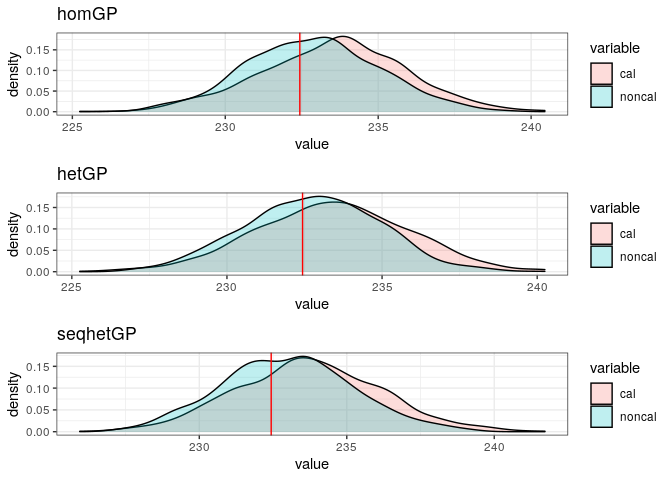 homGP
density
0.15
0.10
0.05
0.00
225 230 235 240
value
variable
cal
noncal
hetGP
density
0.15
0.10
0.05
0.00
225 230 235 240
value
variable
cal
noncal
seqhetGP
density
0.15
0.10
0.05
0.00
230 235 240
value
variable
cal
noncal